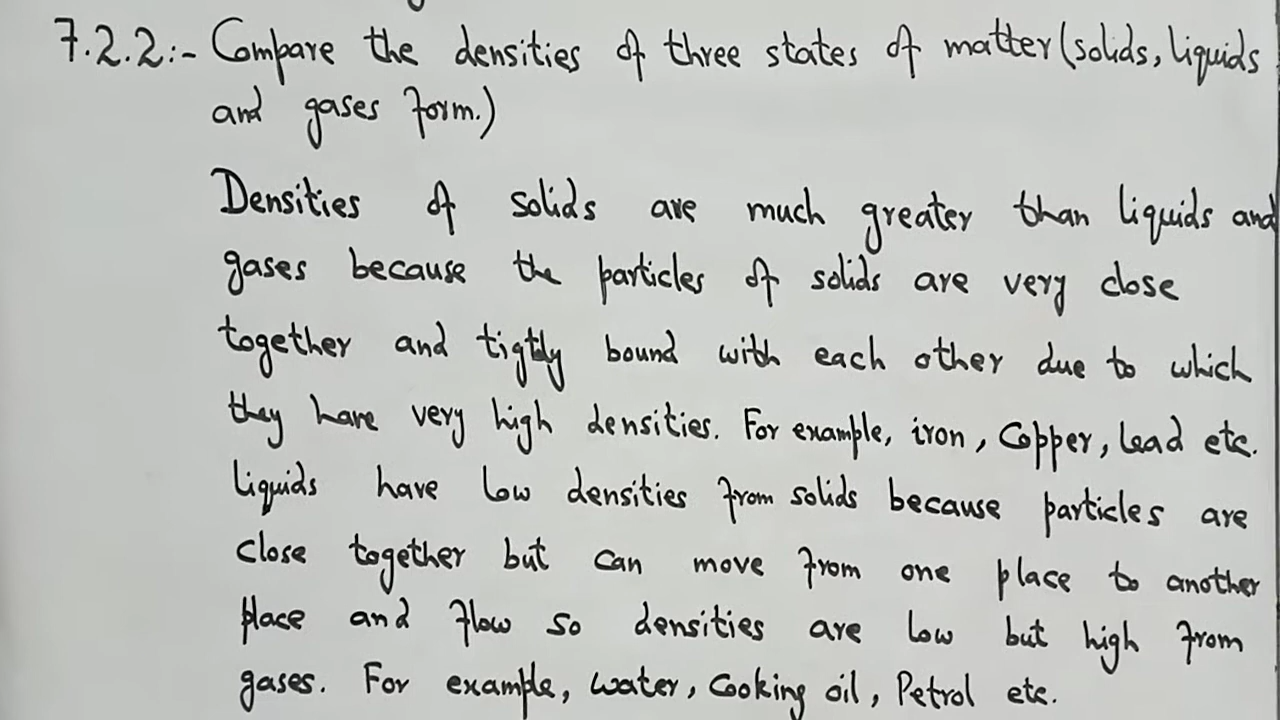 7.2.2:- Compare the densities of three states of matter (solids, liquids
and gases form.)
Densities of solids are much greater than liquids and
gases because the particles of solids are very close
together and tigtly bound with each other due to which
they have very high densities. For example, iron, Copper, lead etc.
liquids have low densities from solids because particles are
close together but can move from one place to another
place and flow so densities are low but high from
gases. For example, water, Cooking oil, Petrol etc.